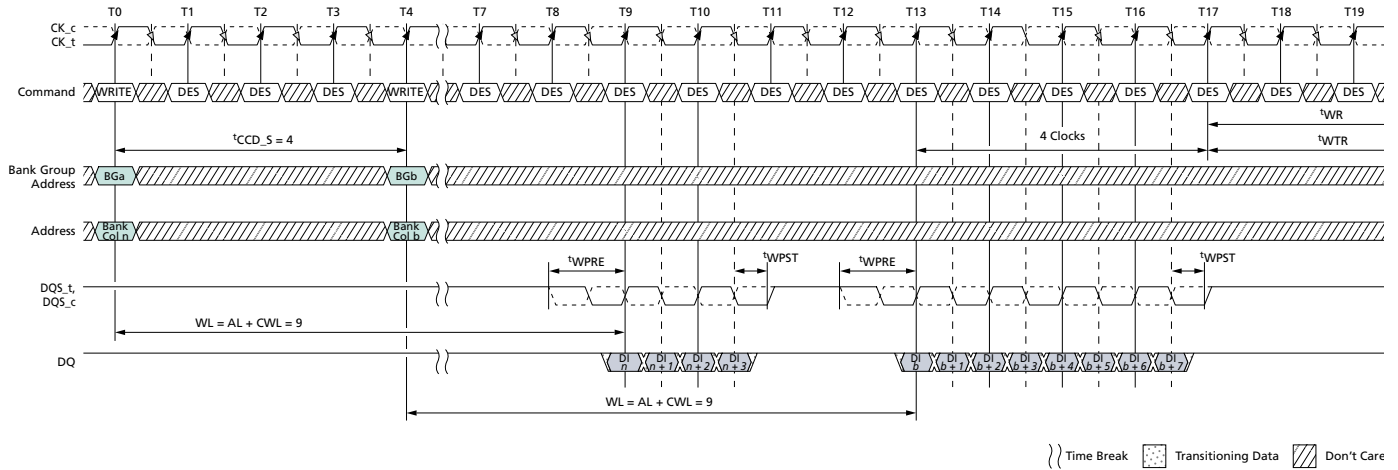 T0 T1 T2 T3 T4 T7 T8 T9 T10 T11 T12 T13 T14 T15 T16 T17 T18 T19
CK_c
CK_t
Command WRITE DES DES DES WRITE DES DES DES DES DES DES DES DES DES DES DES DES DES
tWR
tCCD_S = 4 4 Clocks tWTR
Bank Group
Address BGa BGb
Address Bank
Col n Bank
Col b
tWPRE tWPST tWPRE tWPST
DQS_t,
DQS_c
WL = AL + CWL = 9
DQ DI
n DI
n + 1 DI
n + 2 DI
n + 3 DI
b DI
b + 1 DI
b + 2 DI
b + 3 DI
b + 4 DI
b + 5 DI
b + 6 DI
b + 7
WL = AL + CWL = 9
Time Break Transitioning Data Don't Care